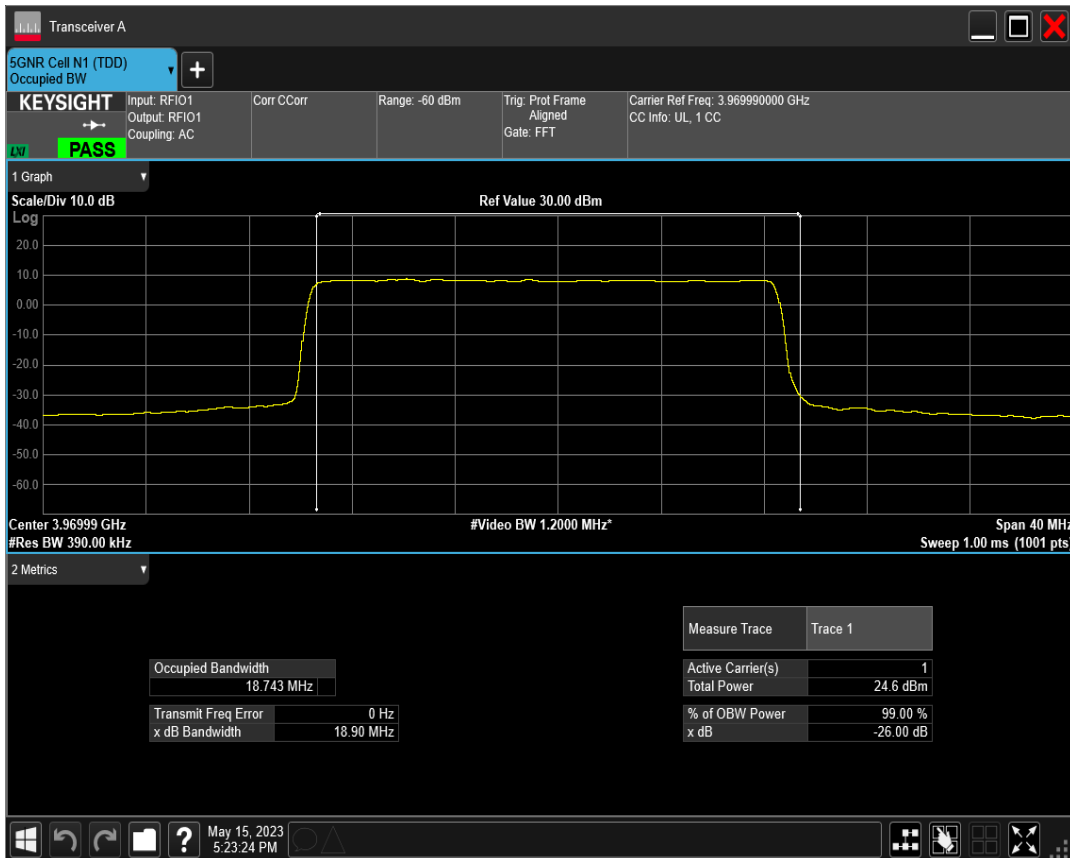 Transceiver A
5GNR Cell N1 (TDD)
Occupied BW
+
KEYSIGHT
LXI
PASS
Input: RFIO1
Output: RFIO1
Coupling: AC
Corr CCorr
Range: -60 dBm
Trig: Prot Frame
Aligned
Gate: FFT
Carrier Ref Freq: 3.969990000 GHz
CC Info: UL, 1 CC
1 Graph
Scale/Div 10.0 dB
Ref Value 30.00 dBm
Log
20.0
10.0
0.00
-10.0
-20.0
-30.0
-40.0
-50.0
-60.0
Center 3.96999 GHz
#Video BW 1.2000 MHz*
Span 40 MHz
#Res BW 390.00 kHz
Sweep 1.00 ms (1001 pts)
2 Metrics
Measure Trace Trace 1
Occupied Bandwidth
18.743 MHz
Active Carrier(s) 1
Total Power 24.6 dBm
Transmit Freq Error 0 Hz
x dB Bandwidth 18.90 MHz
% of OBW Power 99.00 %
x dB -26.00 dB
?
May 15, 2023
5:23:24 PM